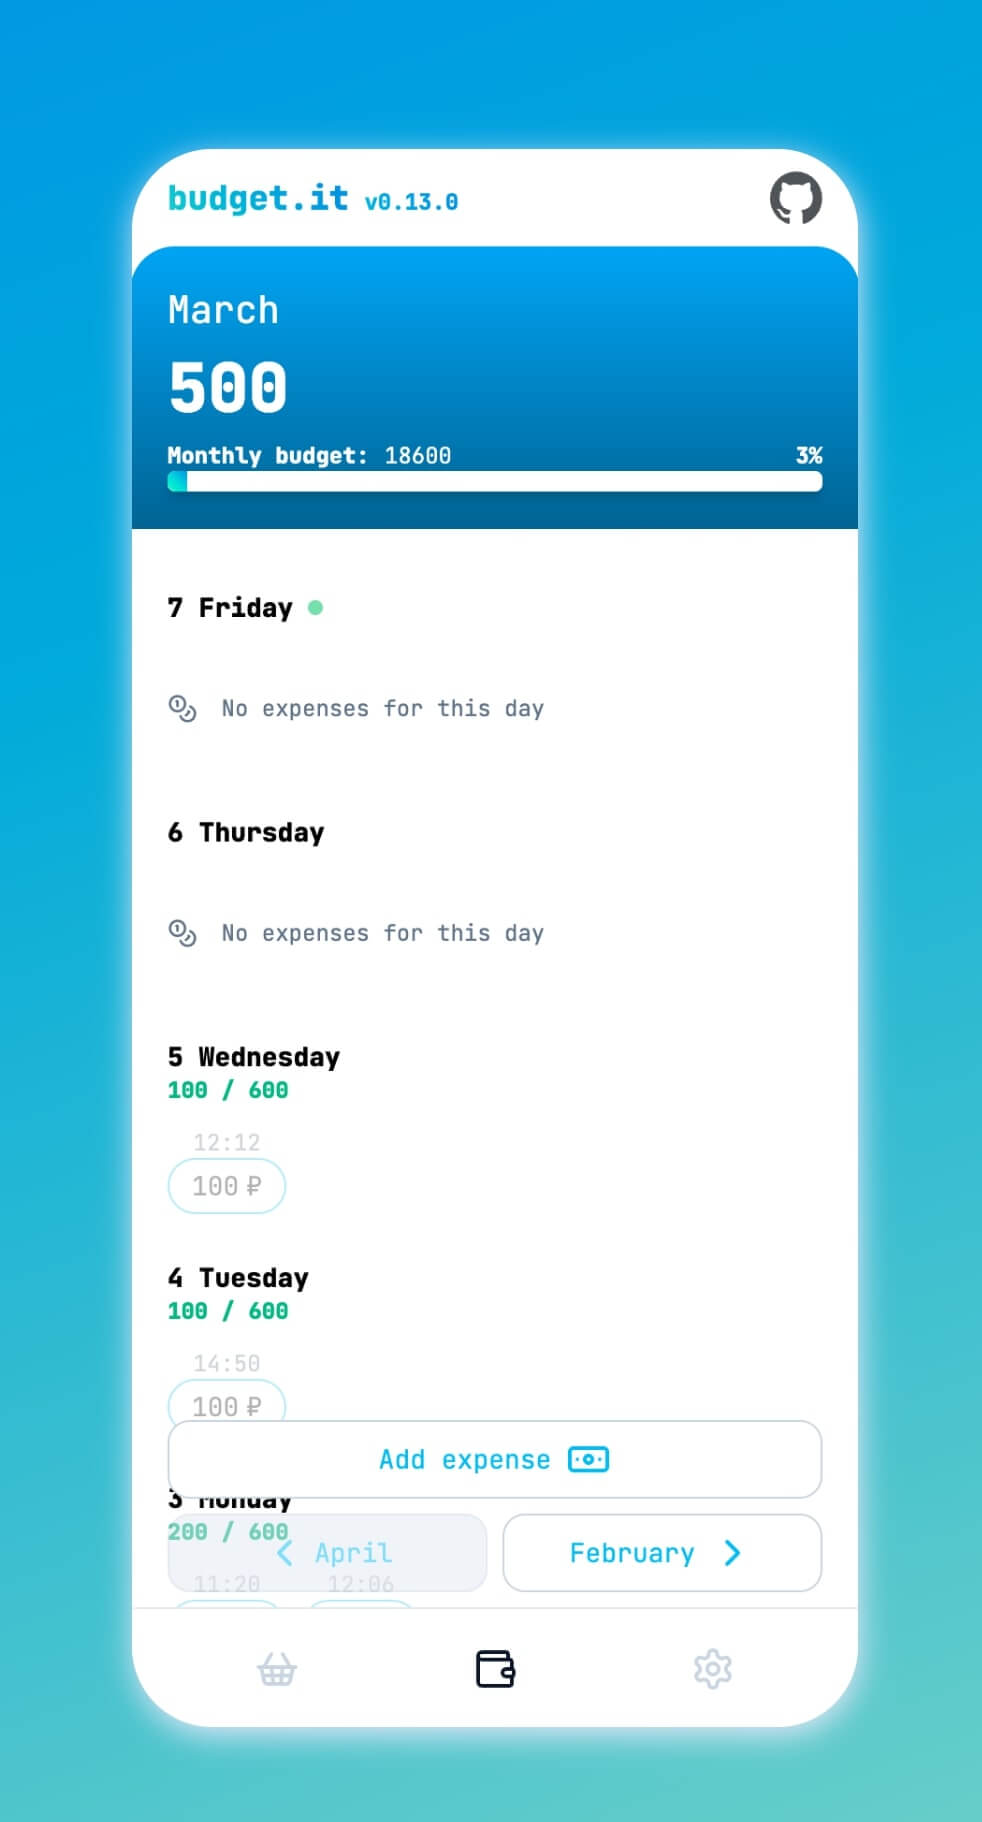 budget.it v0.13.0
March
500
Monthly budget: 18600 3%
7 Friday
No expenses for this day
6 Thursday
No expenses for this day
5 Wednesday
100 / 600
12:12
100 ₽
4 Tuesday
100 / 600
14:50
100 ₽
Add expense
3 Monday
200 / 600
April February
11:20 12:06